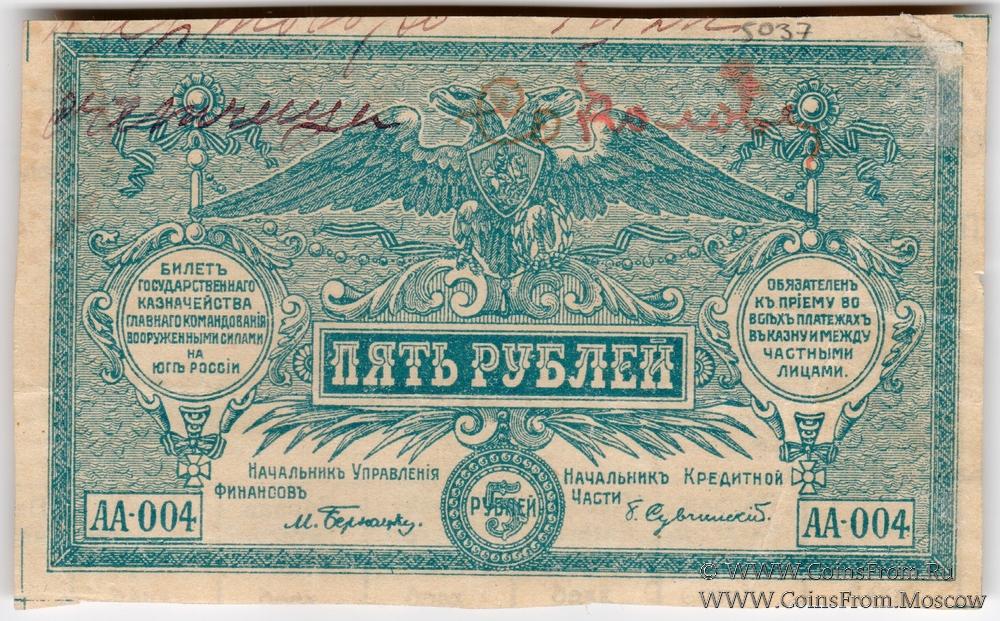 5037
БИЛЕТЪ
ГОСУДАРСТВЕННАГО
КАЗНАЧЕЙСТВА
ГЛАВНАГО КОМАНДОВАНІЯ
ВООРУЖЕННЫМИ СИЛАМИ
НА
ЮГѢ РОССІИ
ОБЯЗАТЕЛЕНЪ
КЪ ПРІЕМУ ВО
ВСѢХЪ ПЛАТЕЖАХЪ
ВЪ КАЗНУ И МЕЖДУ
ЧАСТНЫМИ
ЛИЦАМИ.
ПЯТЬ РУБЛЕЙ
НАЧАЛЬНИКЪ УПРАВЛЕНІЯ
ФИНАНСОВЪ
НАЧАЛЬНИКЪ КРЕДИТНОЙ
ЧАСТИ
5
РУБЛЕЙ
М. Бернацкій.
Б. Сувчинскій.
АА-004
АА-004
© WWW.CoinsFrom.Ru
WWW.CoinsFrom.Moscow